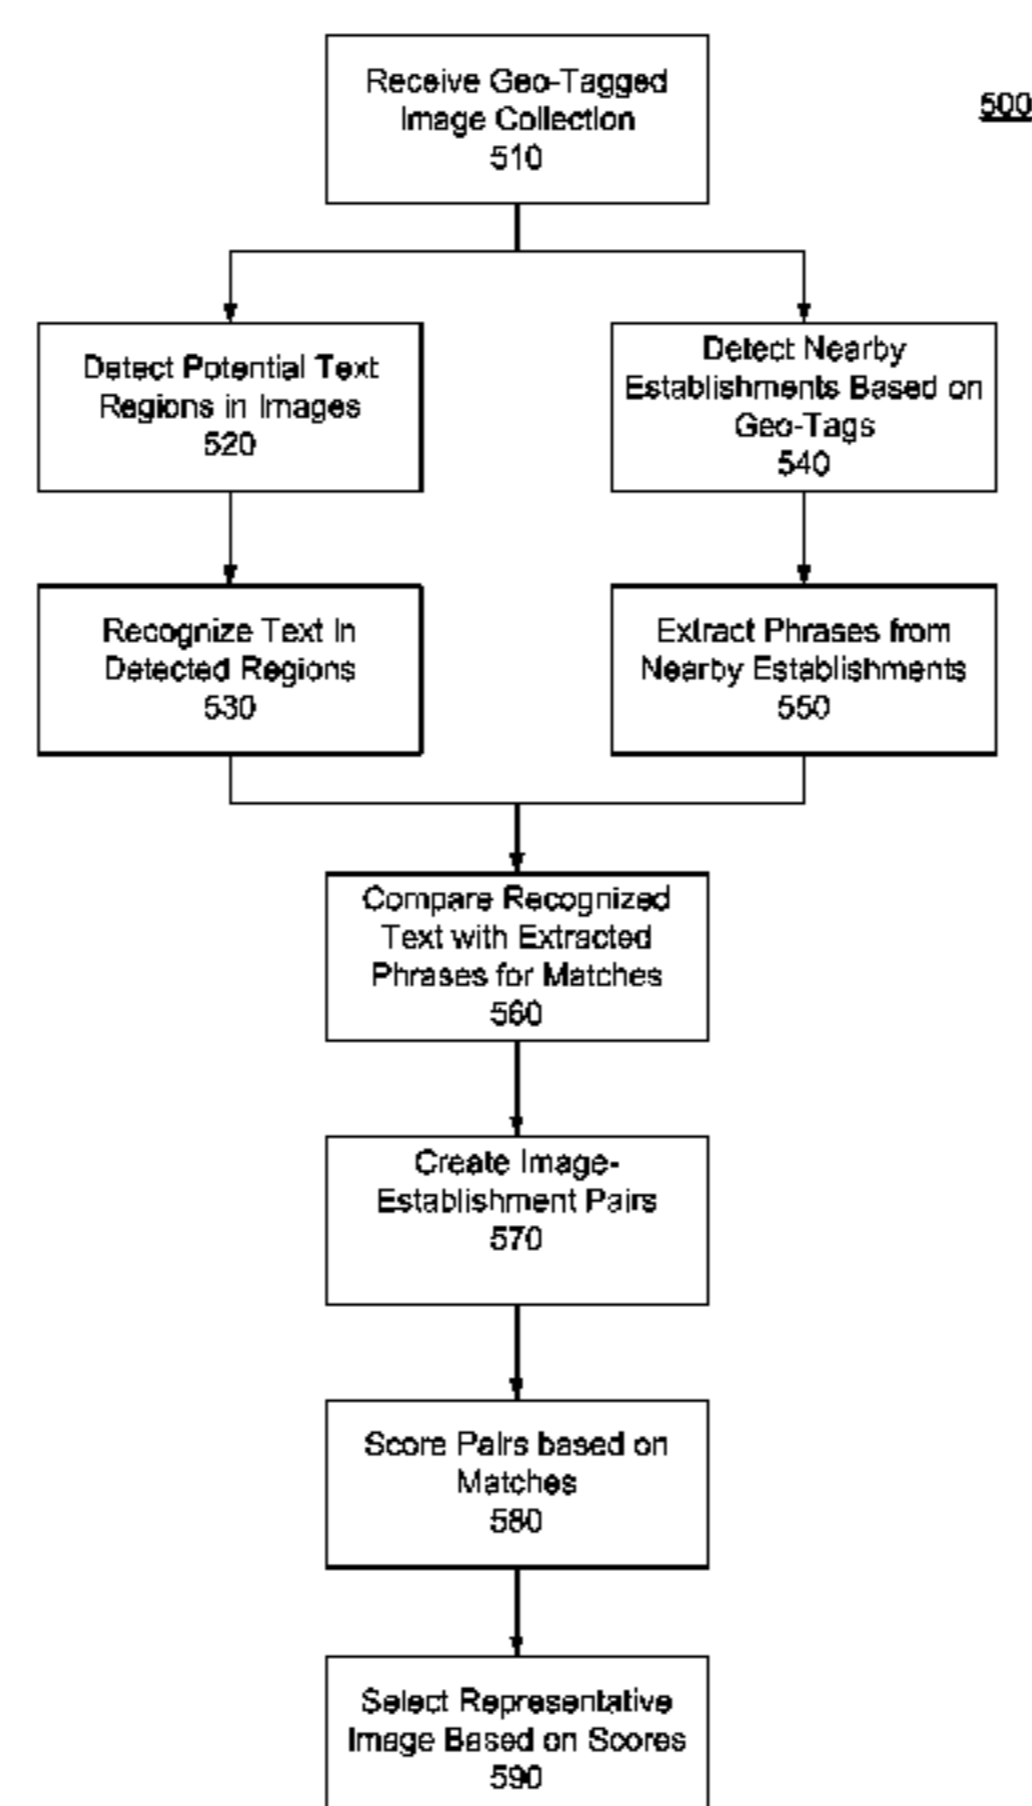 Receive Geo-Tagged
Image Collection
510
500
Detect Potential Text
Regions in Images
520
Detect Nearby
Establishments Based on
Geo-Tags
540
Recognize Text In
Detected Regions
530
Extract Phrases from
Nearby Establishments
550
Compare Recognized
Text with Extracted
Phrases for Matches
560
Create Image-
Establishment Pairs
570
Score Pairs based on
Matches
580
Select Representative
Image Based on Scores
590